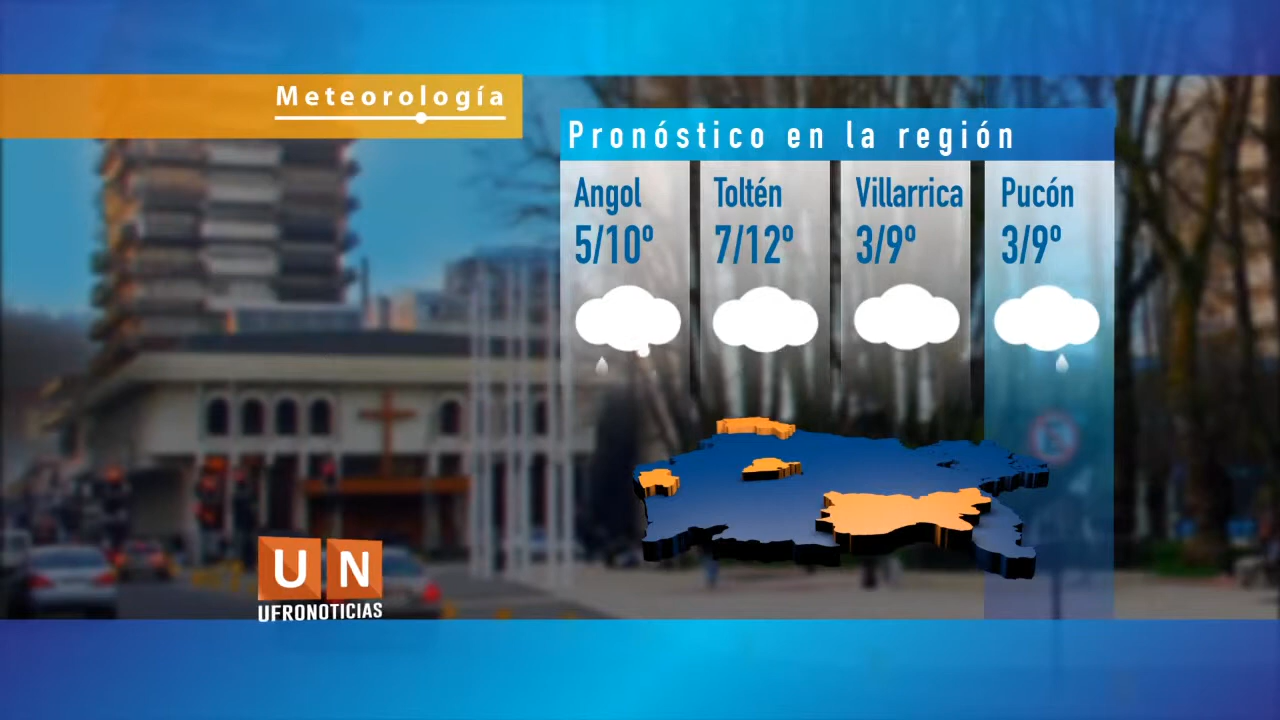 Meteorología
Pronóstico en la región
Angol
5/10º
Toltén
7/12º
Villarrica
3/9º
Pucón
3/9º
UN
UFRONOTICIAS